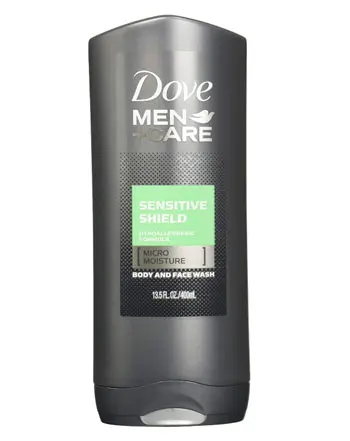 Dove
MEN
+CARE
SENSITIVE
SHIELD
HYPOALLERGENIC
FORMULA
[MICRO
MOISTURE]
BODY AND FACE WASH
13.5 FL. OZ./400mL